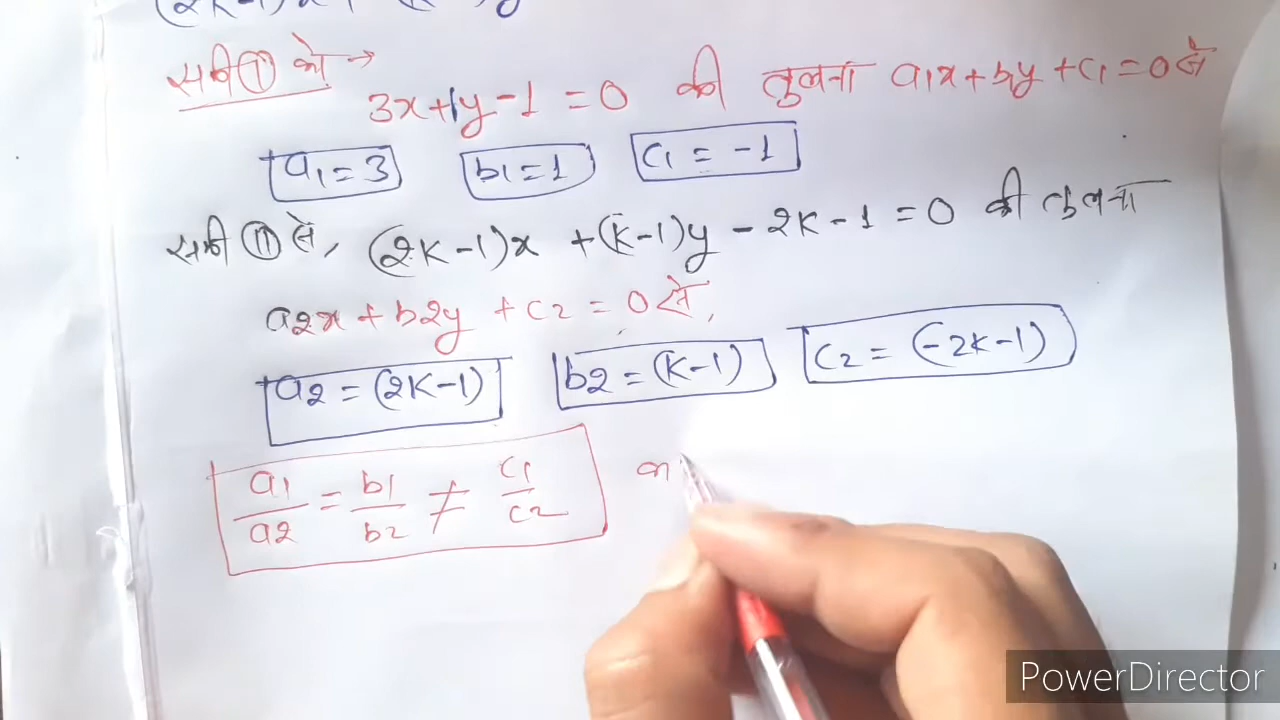 समी ① को →
3x+1y-1 = 0 की तुलना a1x+b1y+c1=0 से
a1=3 b1=1 c1 = -1
समी ② से, (2K-1)x +(K-1)y - 2K-1 = 0 की तुलना
a2x + b2y + c2 = 0 से,
a2 = (2K-1) b2 = (K-1) c2 = (-2K-1)
a1/a2 = b1/b2 ≠ c1/c2
PowerDirector